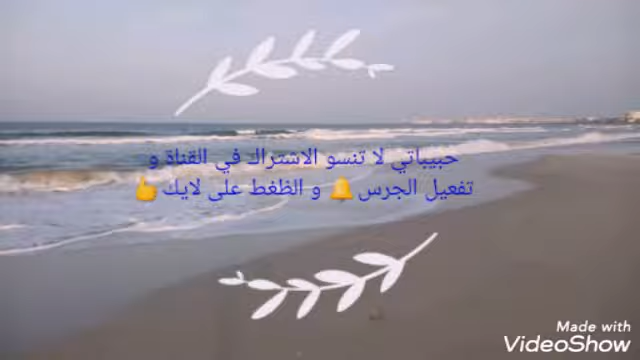 حبيباتي لا تنسو الاشتراك في القناة و
تفعيل الجرس🔔 و الظغط على لايك👍
Made with
VideoShow